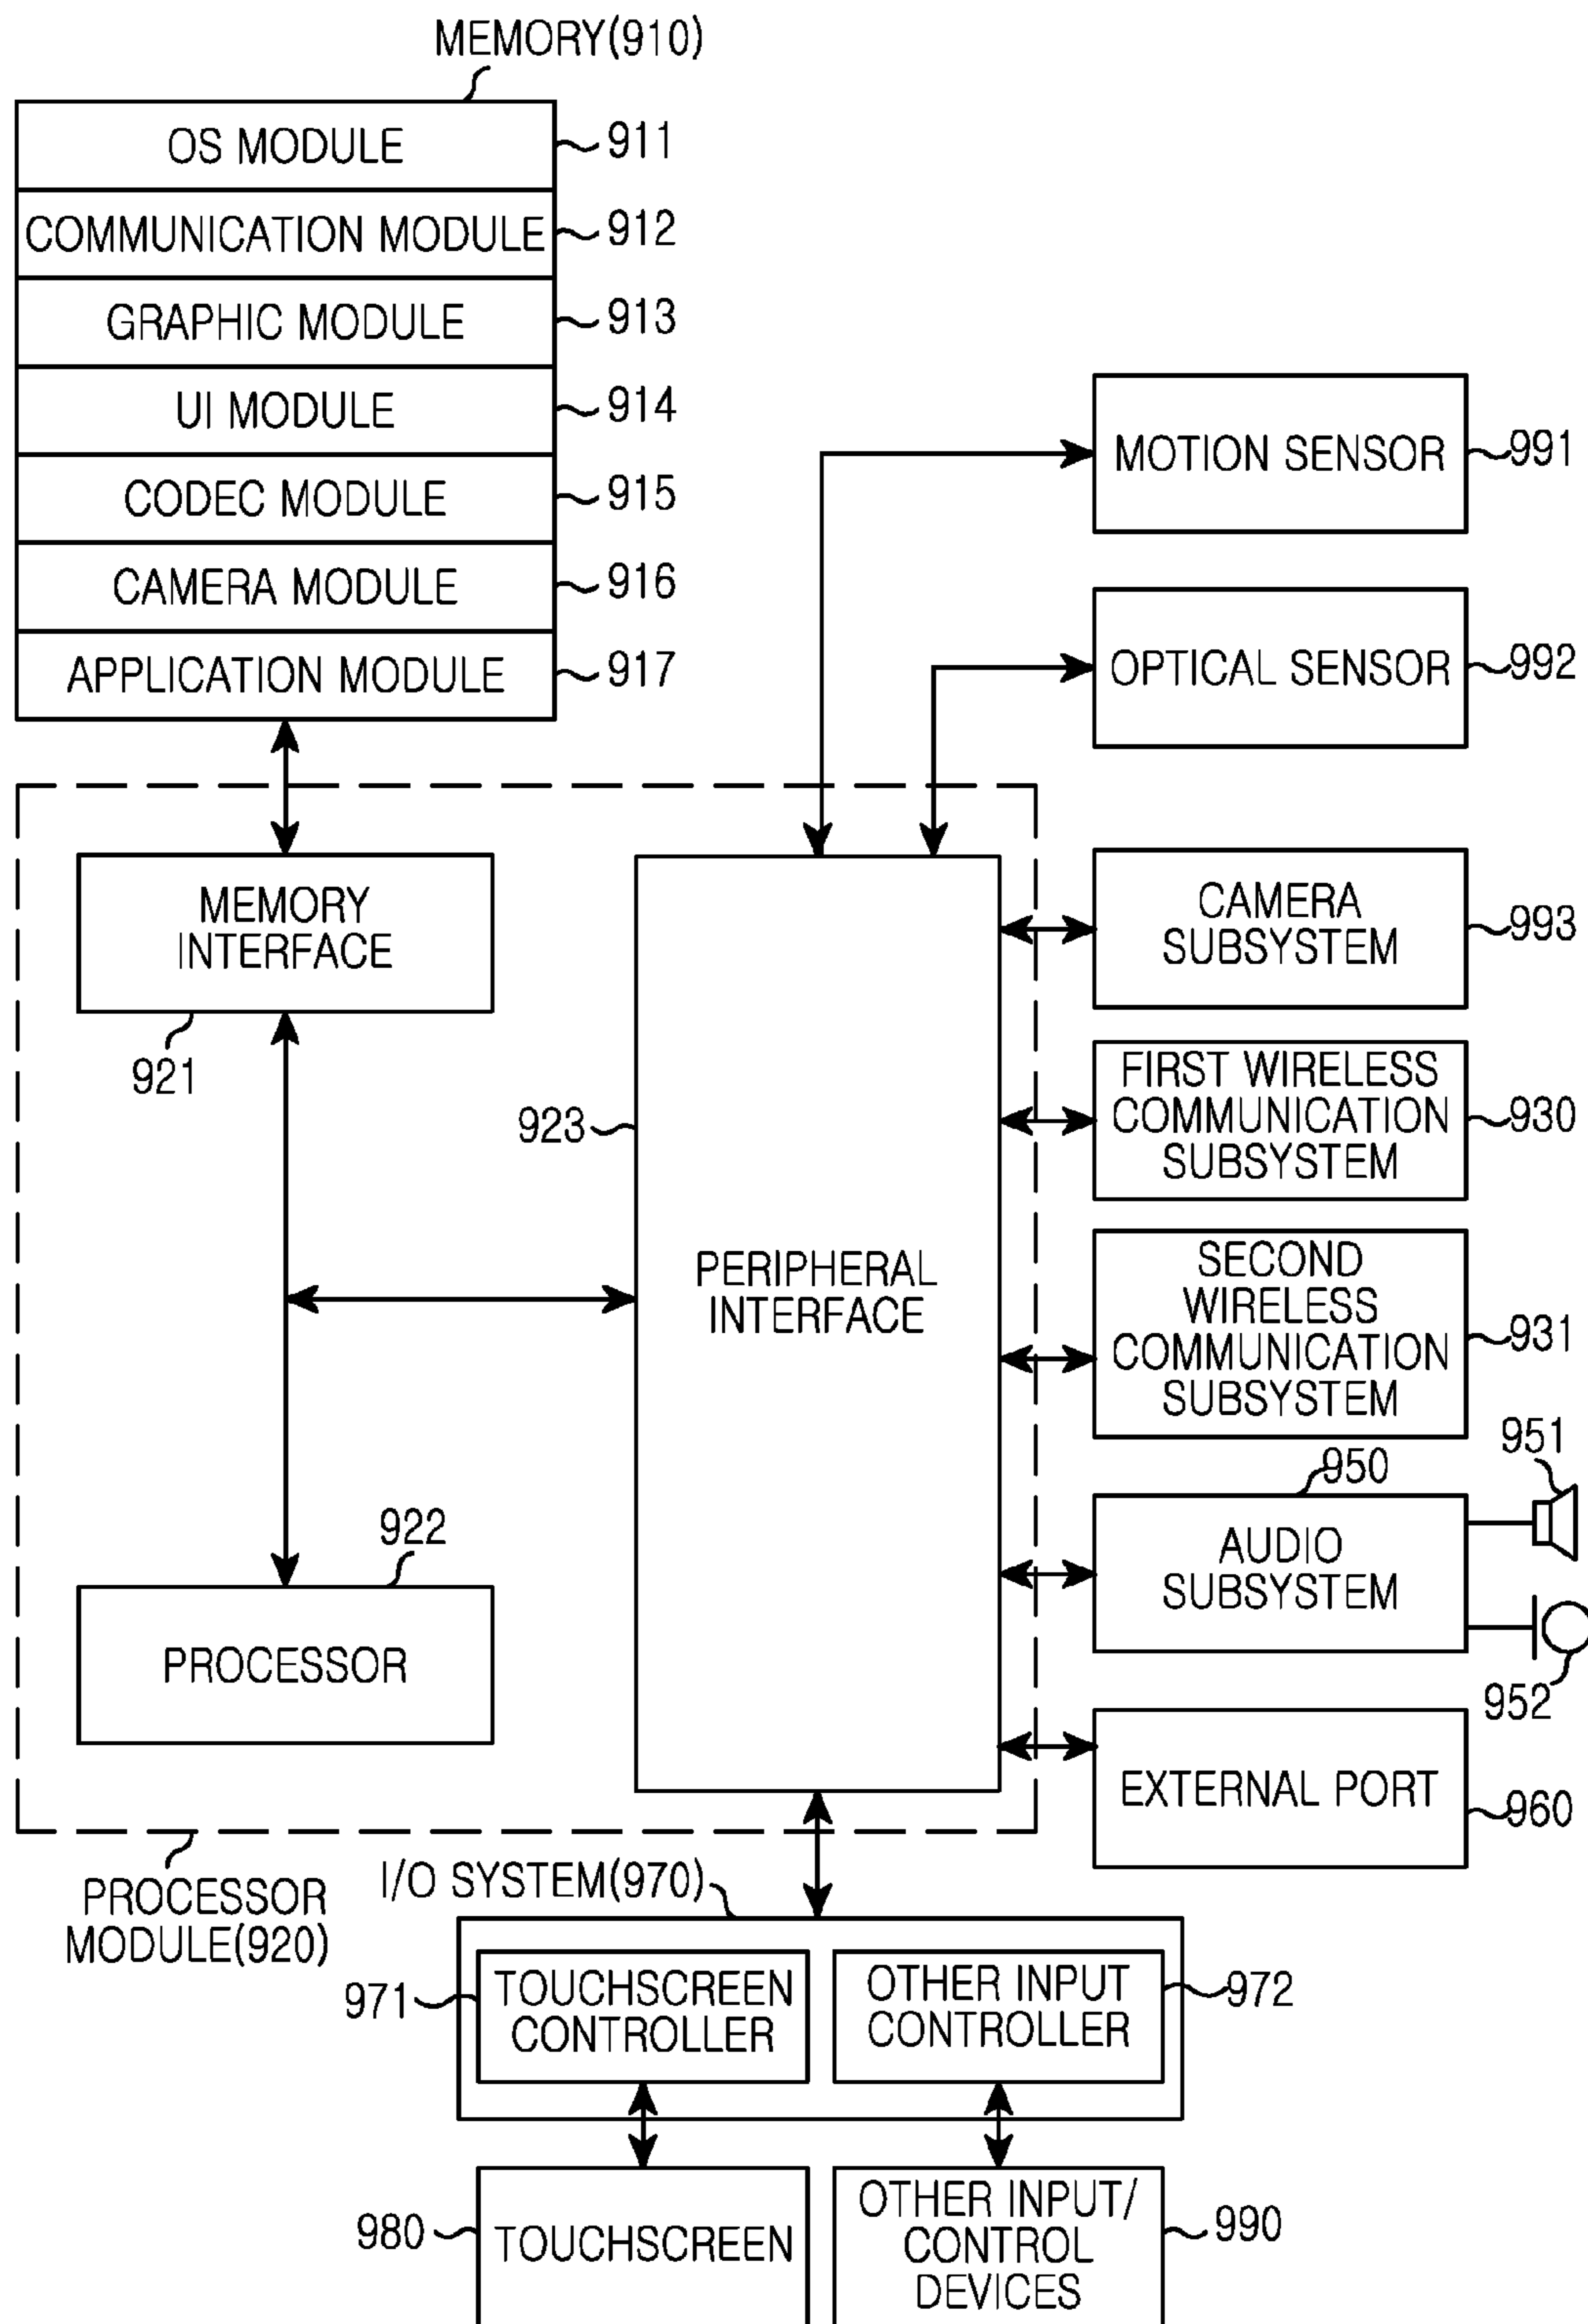 MEMORY(910)
OS MODULE
911
COMMUNICATION MODULE
912
GRAPHIC MODULE
913
UI MODULE
914
CODEC MODULE
915
CAMERA MODULE
916
APPLICATION MODULE
917
MOTION SENSOR
991
OPTICAL SENSOR
992
MEMORY
INTERFACE
921
CAMERA
SUBSYSTEM
993
923
FIRST WIRELESS
COMMUNICATION
SUBSYSTEM
930
PERIPHERAL
INTERFACE
SECOND
WIRELESS
COMMUNICATION
SUBSYSTEM
931
922
PROCESSOR
950
AUDIO
SUBSYSTEM
951
952
EXTERNAL PORT
960
PROCESSOR
MODULE(920)
I/O SYSTEM(970)
971
TOUCHSCREEN
CONTROLLER
OTHER INPUT
CONTROLLER
972
980
TOUCHSCREEN
OTHER INPUT/
CONTROL
DEVICES
990